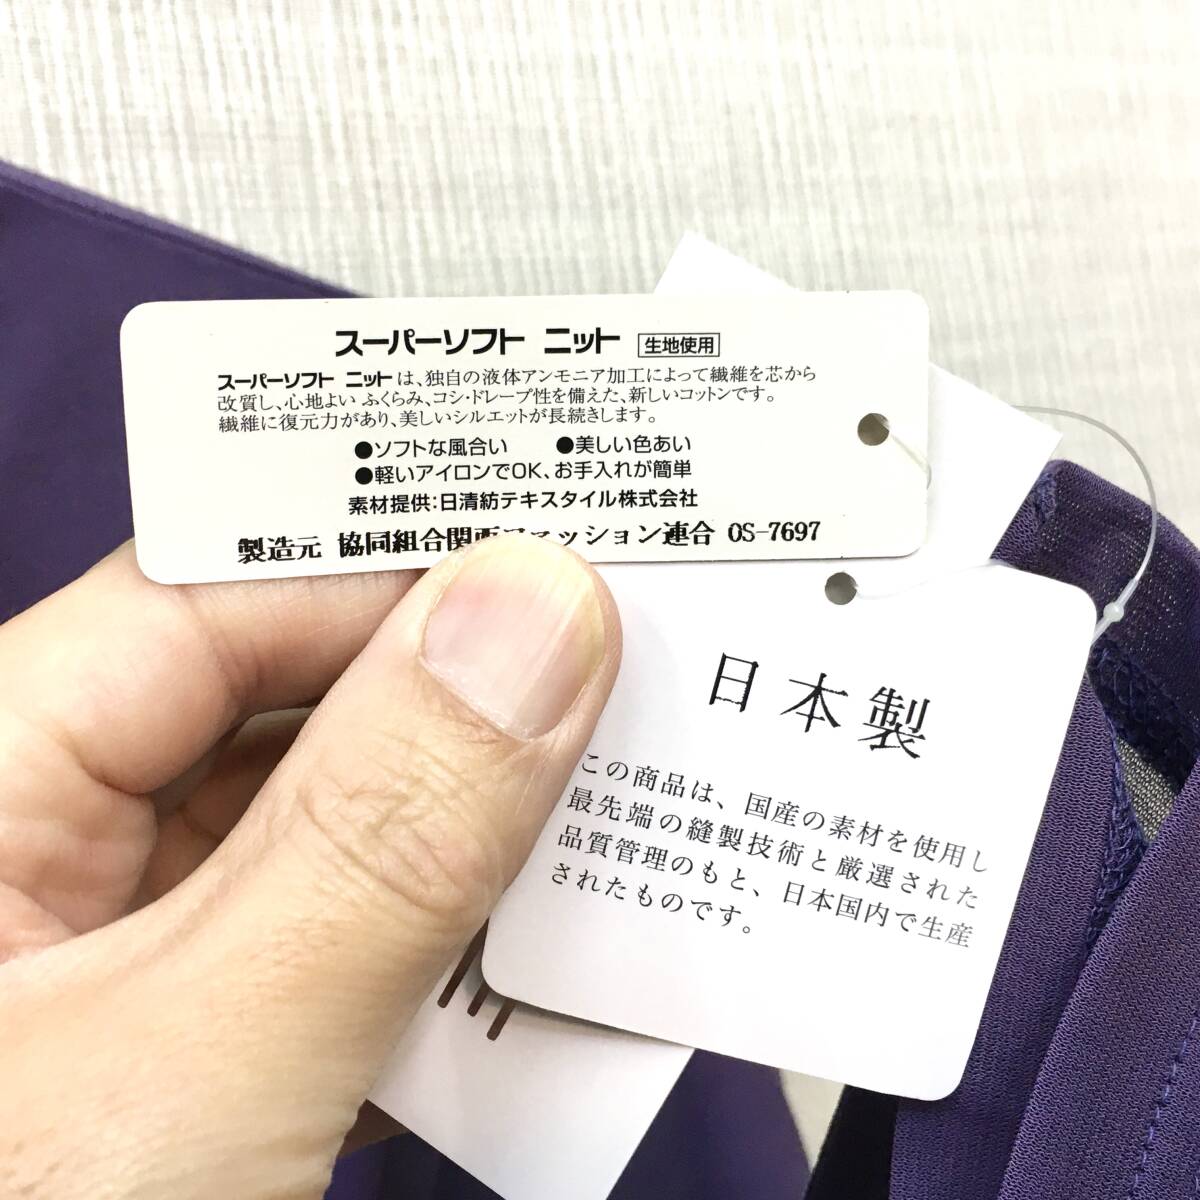 スーパーソフト ニット 生地使用
スーパーソフト ニットは、独自の液体アンモニア加工によって繊維を芯から
改質し、心地よい ふくらみ、コシ・ドレープ性を備えた、新しいコットンです。
繊維に復元力があり、美しいシルエットが長続きします。
●ソフトな風合い ●美しい色あい
●軽いアイロンでOK、お手入れが簡単
素材提供:日清紡テキスタイル株式会社
製造元 協同組合関西ファッション連合 OS-7697
日本製
この商品は、国産の素材を使用し
最先端の縫製技術と厳選された
品質管理のもと、日本国内で生産
されたものです。